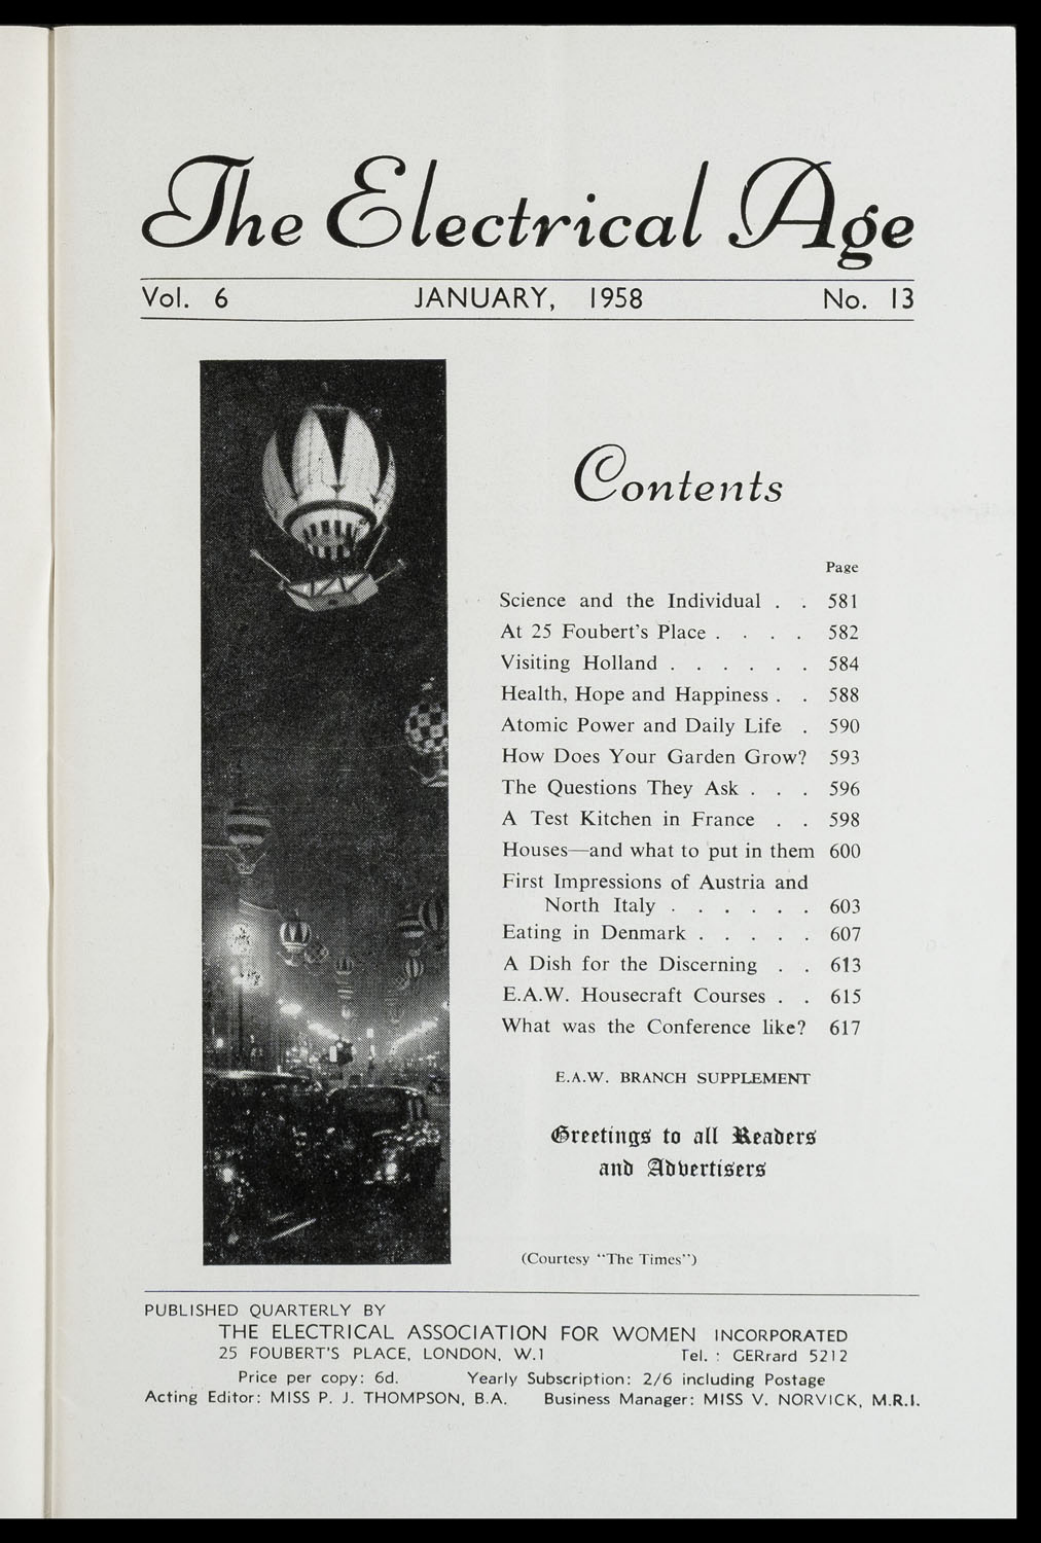 The Electrical Age
Vol. 6 JANUARY, 1958 No. 13
Contents
Page
Science and the Individual . . 581
At 25 Foubert's Place . . . . 582
Visiting Holland . . . . . . 584
Health, Hope and Happiness . . 588
Atomic Power and Daily Life . 590
How Does Your Garden Grow? 593
The Questions They Ask . . . 596
A Test Kitchen in France . . 598
Houses—and what to put in them 600
First Impressions of Austria and
North Italy . . . . . . 603
Eating in Denmark . . . . . 607
A Dish for the Discerning . . 613
E.A.W. Housecraft Courses . . 615
What was the Conference like? 617
E.A.W. BRANCH SUPPLEMENT
Greetings to all Readers
and Advertisers
(Courtesy "The Times")
PUBLISHED QUARTERLY BY
THE ELECTRICAL ASSOCIATION FOR WOMEN INCORPORATED
25 FOUBERT'S PLACE, LONDON, W.1 Tel. : GERrard 5212
Price per copy: 6d. Yearly Subscription: 2/6 including Postage
Acting Editor: MISS P. J. THOMPSON, B.A. Business Manager: MISS V. NORVICK, M.R.I.